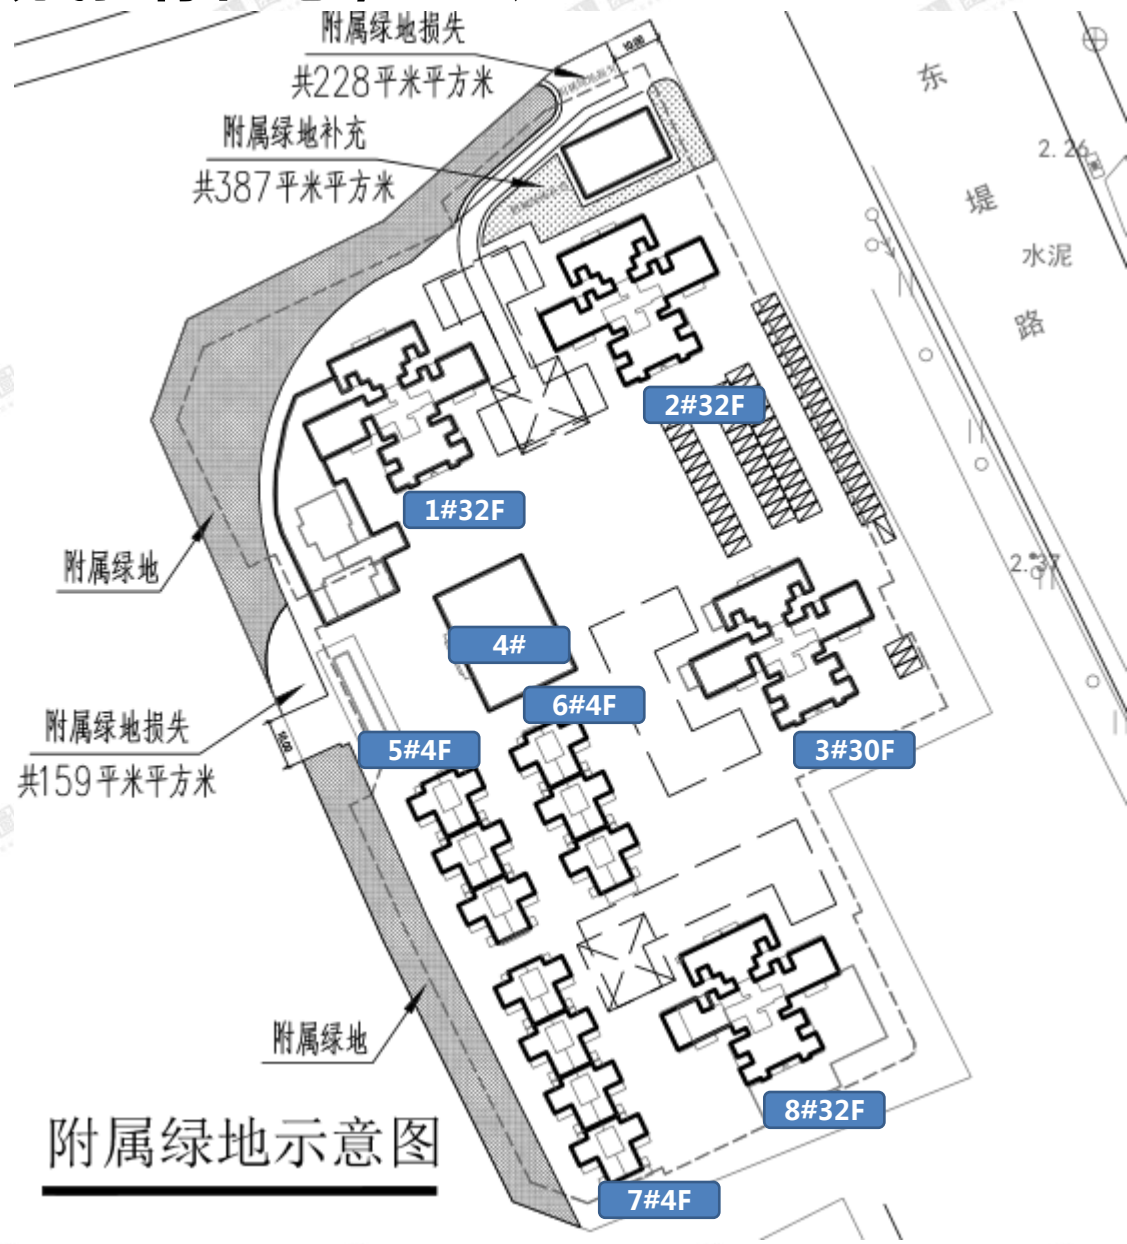 附属绿地损失
共228平米平方米
10.00
附属绿地补充
共387平米平方米
东
2.26
堤
水泥
路
2#32F
1#32F
附属绿地
2.37
4#
6#4F
附属绿地损失
共159平米平方米
10.00
5#4F
3#30F
附属绿地
8#32F
附属绿地示意图
7#4F